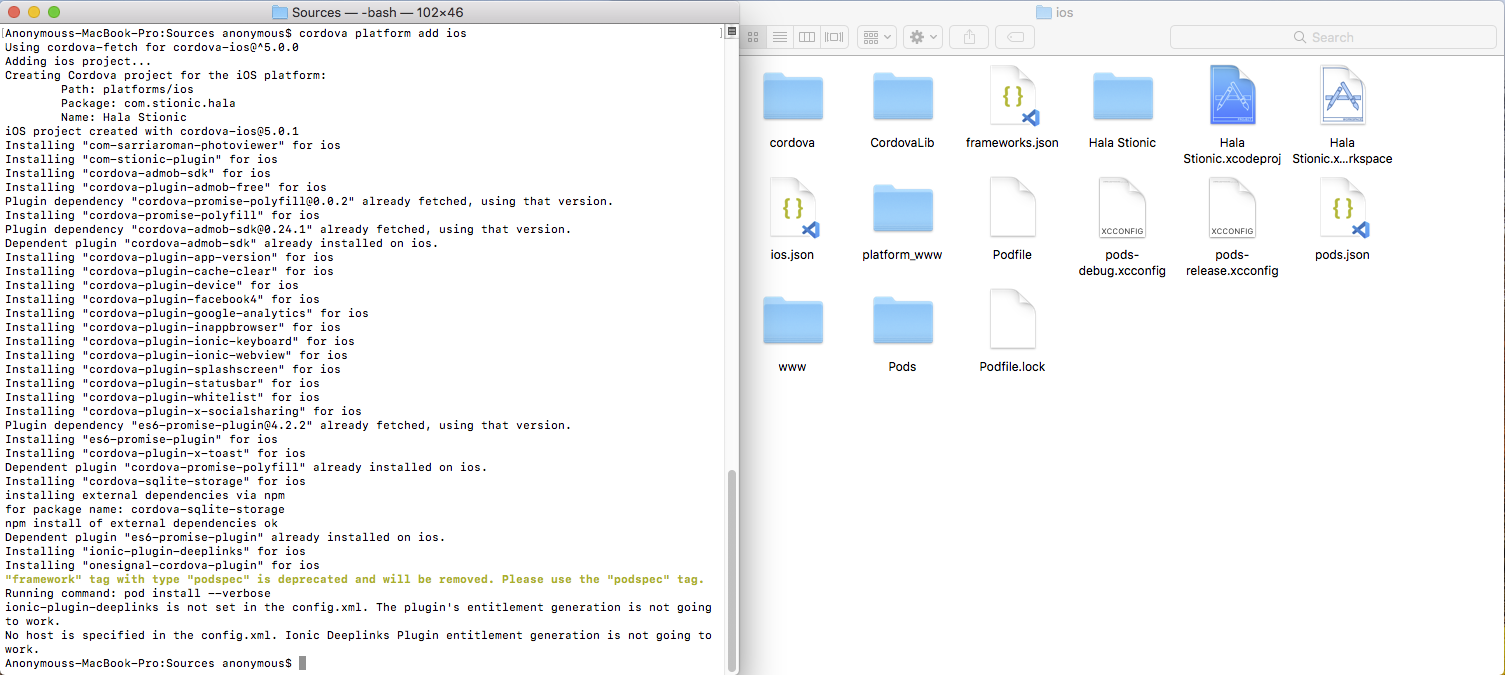 Sources — -bash — 102×46
[Anonymouss-MacBook-Pro:Sources anonymous$ cordova platform add ios ]
Using cordova-fetch for cordova-ios@^5.0.0
Adding ios project...
Creating Cordova project for the iOS platform:
Path: platforms/ios
Package: com.stionic.hala
Name: Hala Stionic
iOS project created with cordova-ios@5.0.1
Installing "com-sarriaroman-photoviewer" for ios
Installing "com-stionic-plugin" for ios
Installing "cordova-admob-sdk" for ios
Installing "cordova-plugin-admob-free" for ios
Plugin dependency "cordova-promise-polyfill@0.0.2" already fetched, using that version.
Installing "cordova-promise-polyfill" for ios
Plugin dependency "cordova-admob-sdk@0.24.1" already fetched, using that version.
Dependent plugin "cordova-admob-sdk" already installed on ios.
Installing "cordova-plugin-app-version" for ios
Installing "cordova-plugin-cache-clear" for ios
Installing "cordova-plugin-device" for ios
Installing "cordova-plugin-facebook4" for ios
Installing "cordova-plugin-google-analytics" for ios
Installing "cordova-plugin-inappbrowser" for ios
Installing "cordova-plugin-ionic-keyboard" for ios
Installing "cordova-plugin-ionic-webview" for ios
Installing "cordova-plugin-splashscreen" for ios
Installing "cordova-plugin-statusbar" for ios
Installing "cordova-plugin-whitelist" for ios
Installing "cordova-plugin-x-socialsharing" for ios
Plugin dependency "es6-promise-plugin@4.2.2" already fetched, using that version.
Installing "es6-promise-plugin" for ios
Installing "cordova-plugin-x-toast" for ios
Dependent plugin "cordova-promise-polyfill" already installed on ios.
Installing "cordova-sqlite-storage" for ios
installing external dependencies via npm
for package name: cordova-sqlite-storage
npm install of external dependencies ok
Dependent plugin "es6-promise-plugin" already installed on ios.
Installing "ionic-plugin-deeplinks" for ios
Installing "onesignal-cordova-plugin" for ios
"framework" tag with type "podspec" is deprecated and will be removed. Please use the "podspec" tag.
Running command: pod install --verbose
ionic-plugin-deeplinks is not set in the config.xml. The plugin's entitlement generation is not going
to work.
No host is specified in the config.xml. Ionic Deeplinks Plugin entitlement generation is not going to
work.
Anonymouss-MacBook-Pro:Sources anonymous$
ios
Search
cordova
CordovaLib
{ }
frameworks.json
Hala Stionic
PROJECT
Hala
Stionic.xcodeproj
Hala
Stionic.x...rkspace
{ }
ios.json
platform_www
Podfile
XCCONFIG
pods-
debug.xcconfig
XCCONFIG
pods-
release.xcconfig
{ }
pods.json
www
Pods
Podfile.lock